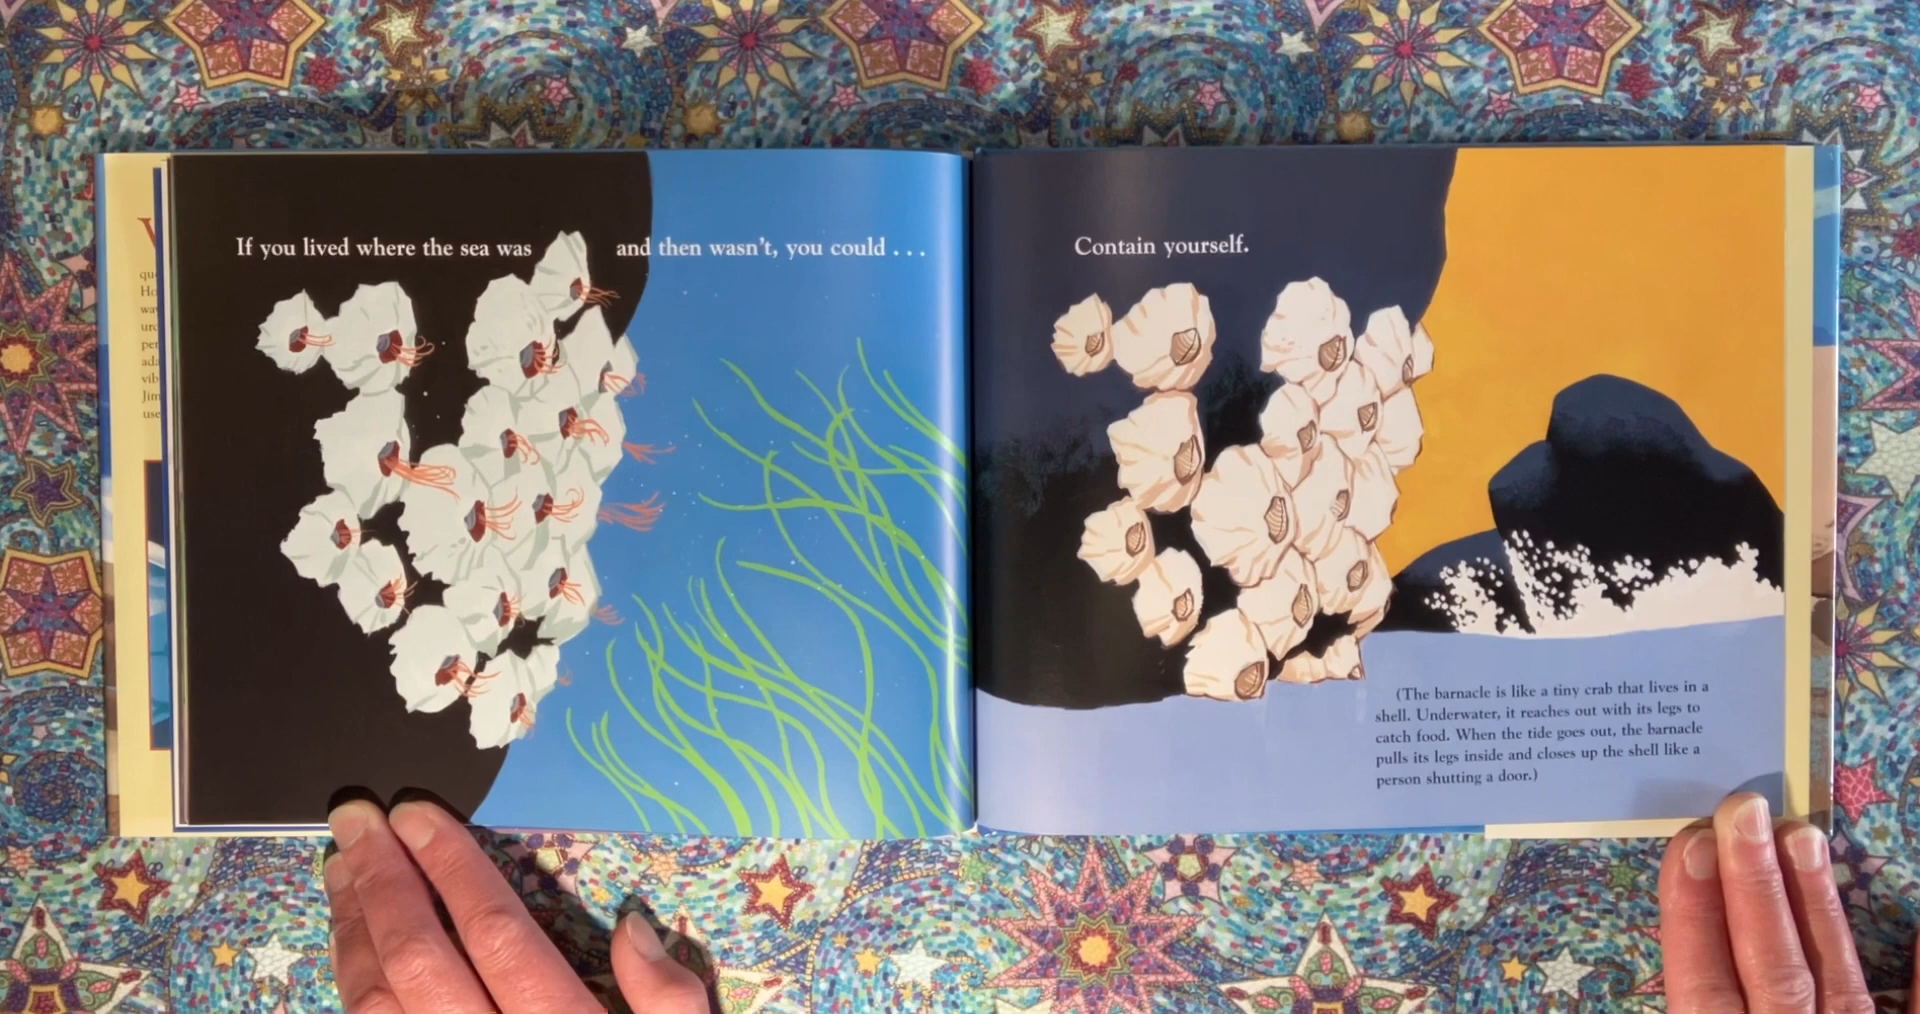 If you lived where the sea was and then wasn't, you could . . .
Contain yourself.
(The barnacle is like a tiny crab that lives in a
shell. Underwater, it reaches out with its legs to
catch food. When the tide goes out, the barnacle
pulls its legs inside and closes up the shell like a
person shutting a door.)